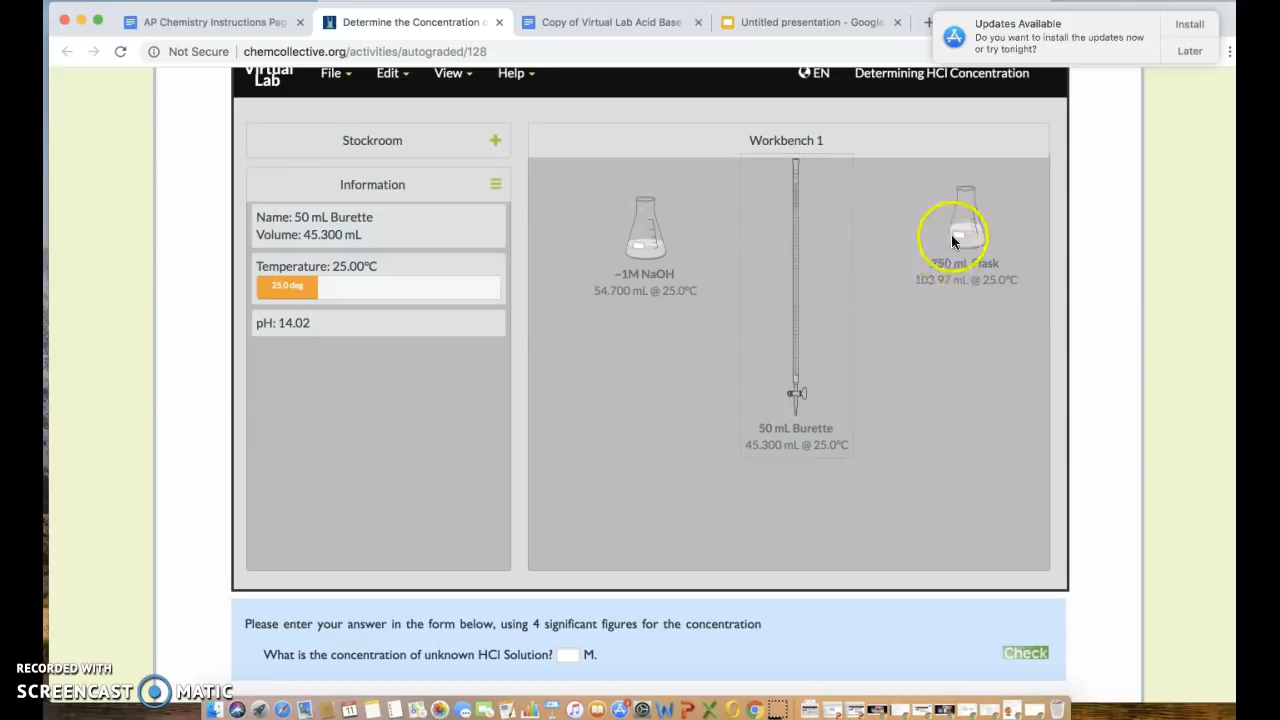 AP Chemistry Instructions Pag
Determine the Concentration o
Copy of Virtual Lab Acid Base
Untitled presentation - Google
Updates Available
Do you want to install the updates now
or try tonight?
Install
Later
Not Secure
chemcollective.org/activities/autograded/128
Virtual
Lab
File
Edit
View
Help
EN
Determining HCl Concentration
Stockroom
Workbench 1
Information
Name: 50 mL Burette
Volume: 45.300 mL
Temperature: 25.00°C
25.0 deg
pH: 14.02
~1M NaOH
54.700 mL @ 25.0°C
250 mL Flask
103.97 mL @ 25.0°C
50 mL Burette
45.300 mL @ 25.0°C
Please enter your answer in the form below, using 4 significant figures for the concentration
What is the concentration of unknown HCl Solution? M.
Check
RECORDED WITH
SCREENCAST MATIC